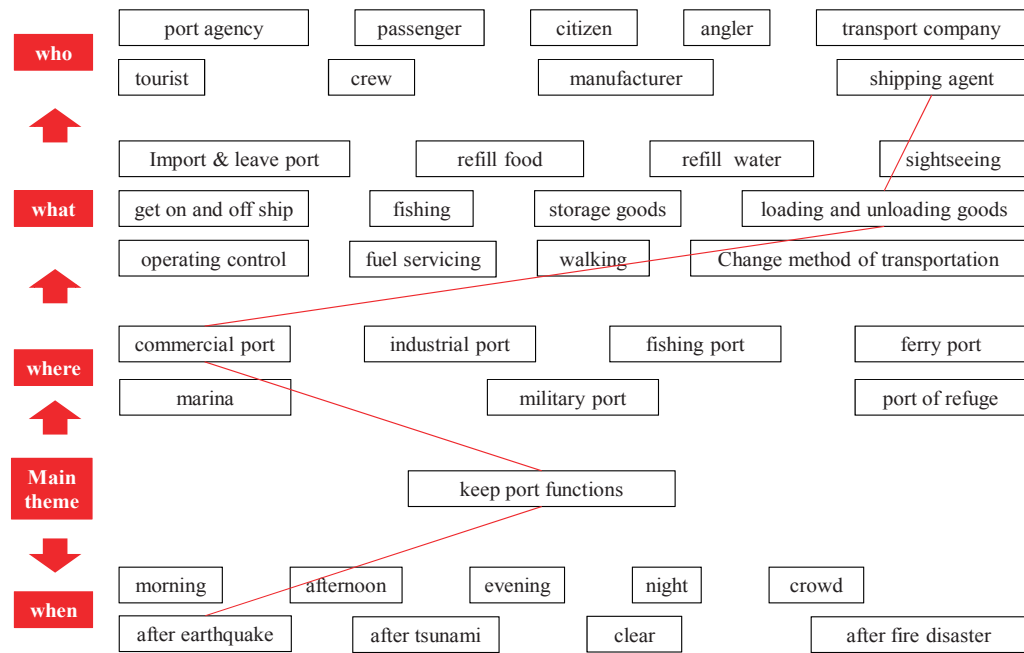 port agency passenger citizen angler transport company
who
tourist crew manufacturer shipping agent
Import & leave port refill food refill water sightseeing
what get on and off ship fishing storage goods loading and unloading goods
operating control fuel servicing walking Change method of transportation
commercial port industrial port fishing port ferry port
where
marina military port port of refuge
Main
theme
keep port functions
morning afternoon evening night crowd
when
after earthquake after tsunami clear after fire disaster